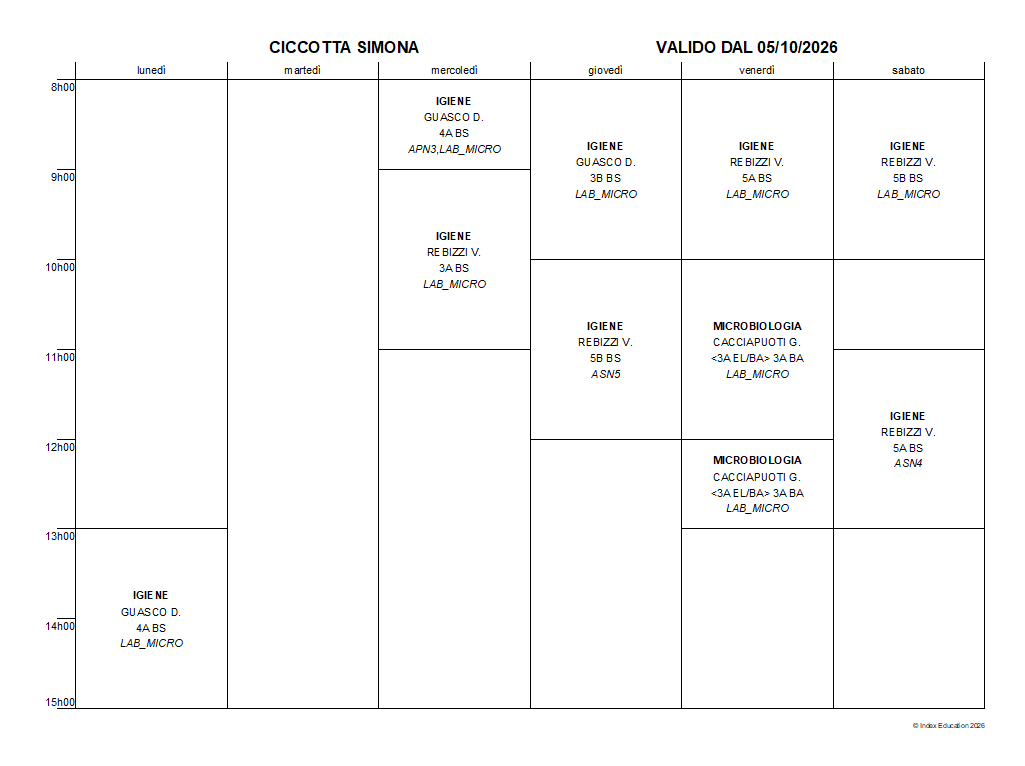 CICCOTTA SIMONA
VALIDO DAL 05/10/2026
lunedì
martedì
mercoledì
giovedì
venerdì
sabato
8h00
9h00
10h00
11h00
12h00
13h00
14h00
15h00
IGIENE
GUASCO D.
4A BS
LAB_MICRO
IGIENE
GUASCO D.
4A BS
APN3,LAB_MICRO
IGIENE
REBIZZI V.
3A BS
LAB_MICRO
IGIENE
GUASCO D.
3B BS
LAB_MICRO
IGIENE
REBIZZI V.
5B BS
ASN5
IGIENE
REBIZZI V.
5A BS
LAB_MICRO
MICROBIOLOGIA
CACCIAPUOTI G.
<3A EL/BA> 3A BA
LAB_MICRO
MICROBIOLOGIA
CACCIAPUOTI G.
<3A EL/BA> 3A BA
LAB_MICRO
IGIENE
REBIZZI V.
5B BS
LAB_MICRO
IGIENE
REBIZZI V.
5A BS
ASN4
© Index Education 2026